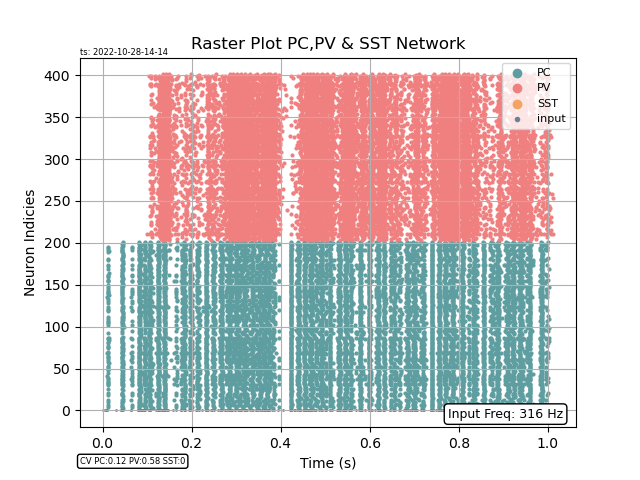 Raster Plot PC,PV & SST Network
ts: 2022-10-28-14-14
PC
PV
SST
input
400
350
300
250
200
150
100
50
0
Neuron Indicies
Input Freq: 316 Hz
0.0 0.2 0.4 0.6 0.8 1.0
Time (s)
CV PC:0.12 PV:0.58 SST:0